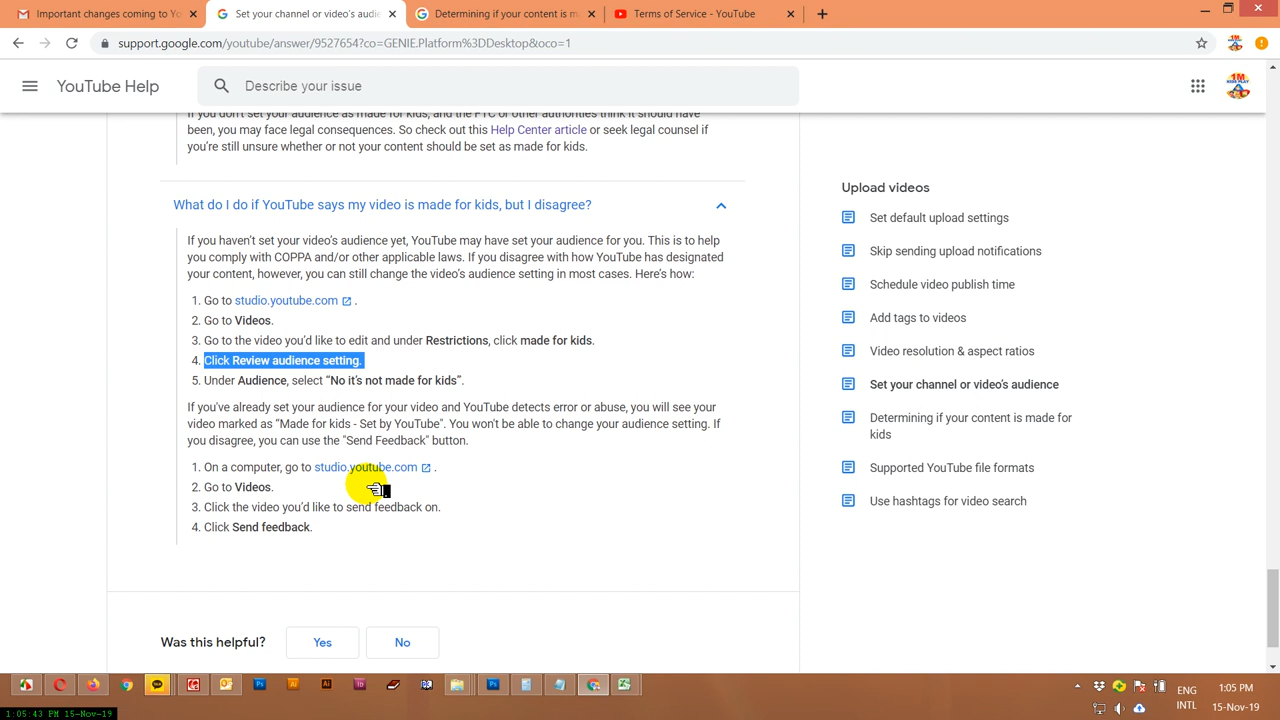 Important changes coming to Yo
Set your channel or video's audie
Determining if your content is m
Terms of Service - YouTube
support.google.com/youtube/answer/9527654?co=GENIE.Platform%3DDesktop&oco=1
YouTube Help
Describe your issue
1M
KIDS PLAY
If you don't set your audience as made for kids, and the FTC or other authorities think it should have
been, you may face legal consequences. So check out this Help Center article or seek legal counsel if
you're still unsure whether or not your content should be set as made for kids.
What do I do if YouTube says my video is made for kids, but I disagree?
If you haven't set your video's audience yet, YouTube may have set your audience for you. This is to help
you comply with COPPA and/or other applicable laws. If you disagree with how YouTube has designated
your content, however, you can still change the video's audience setting in most cases. Here's how:
1. Go to studio.youtube.com .
2. Go to Videos.
3. Go to the video you'd like to edit and under Restrictions, click made for kids.
4. Click Review audience setting.
5. Under Audience, select “No it's not made for kids”.
If you've already set your audience for your video and YouTube detects error or abuse, you will see your
video marked as “Made for kids - Set by YouTube". You won't be able to change your audience setting. If
you disagree, you can use the "Send Feedback" button.
1. On a computer, go to studio.youtube.com .
2. Go to Videos.
3. Click the video you'd like to send feedback on.
4. Click Send feedback.
Was this helpful?
Yes
No
Upload videos
Set default upload settings
Skip sending upload notifications
Schedule video publish time
Add tags to videos
Video resolution & aspect ratios
Set your channel or video's audience
Determining if your content is made for
kids
Supported YouTube file formats
Use hashtags for video search
ENG
INTL
1:05 PM
15-Nov-19
1:05:43 PM 15-Nov-19